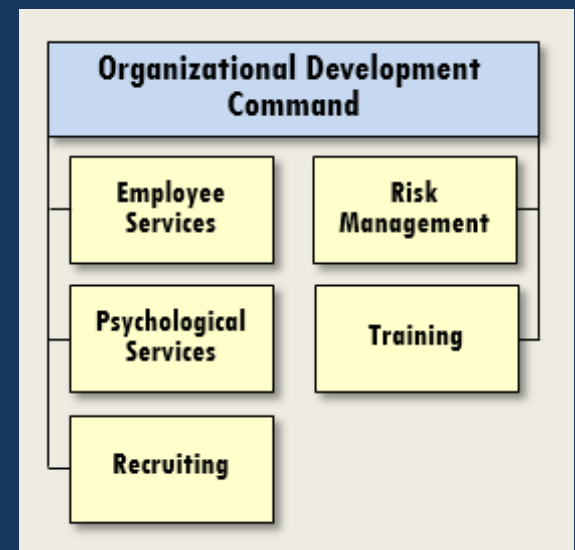 Organizational Development
Command
Employee
Services
Risk
Management
Psychological
Services
Training
Recruiting